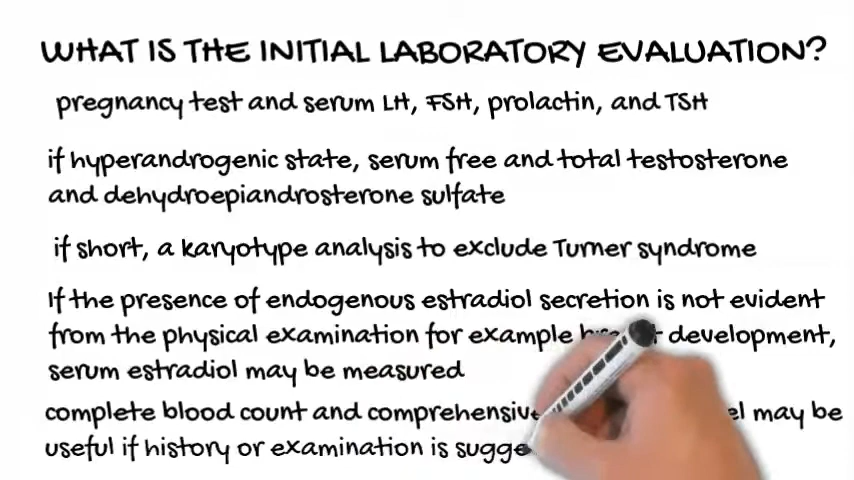 WHAT IS THE INITIAL LABORATORY EVALUATION?
pregnancy test and serum LH, FSH, prolactin, and TSH
if hyperandrogenic state, serum free and total testosterone
and dehydroepiandrosterone sulfate
if short, a karyotype analysis to exclude Turner syndrome
If the presence of endogenous estradiol secretion is not evident
from the physical examination for example development,
serum estradiol may be measured
complete blood count and may be
useful if history or examination is